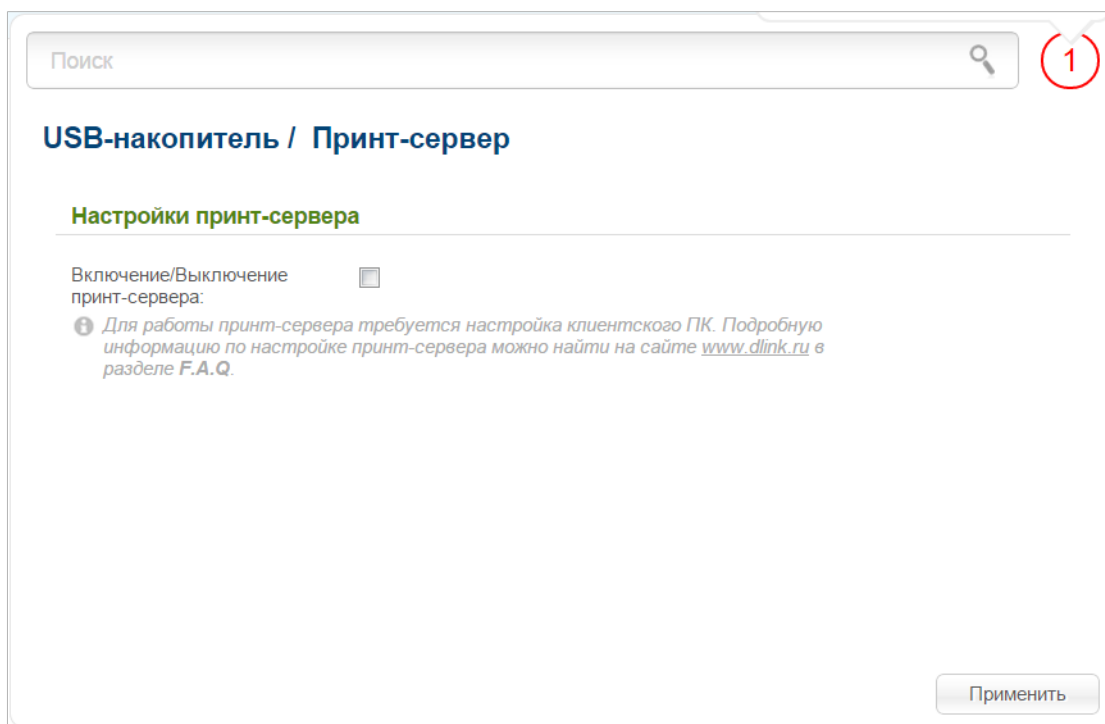 Поиск
1
USB-накопитель / Принт-сервер
Настройки принт-сервера
Включение/Выключение
принт-сервера:
Для работы принт-сервера требуется настройка клиентского ПК. Подробную
информацию по настройке принт-сервера можно найти на сайте www.dlink.ru в
разделе F.A.Q.
Применить